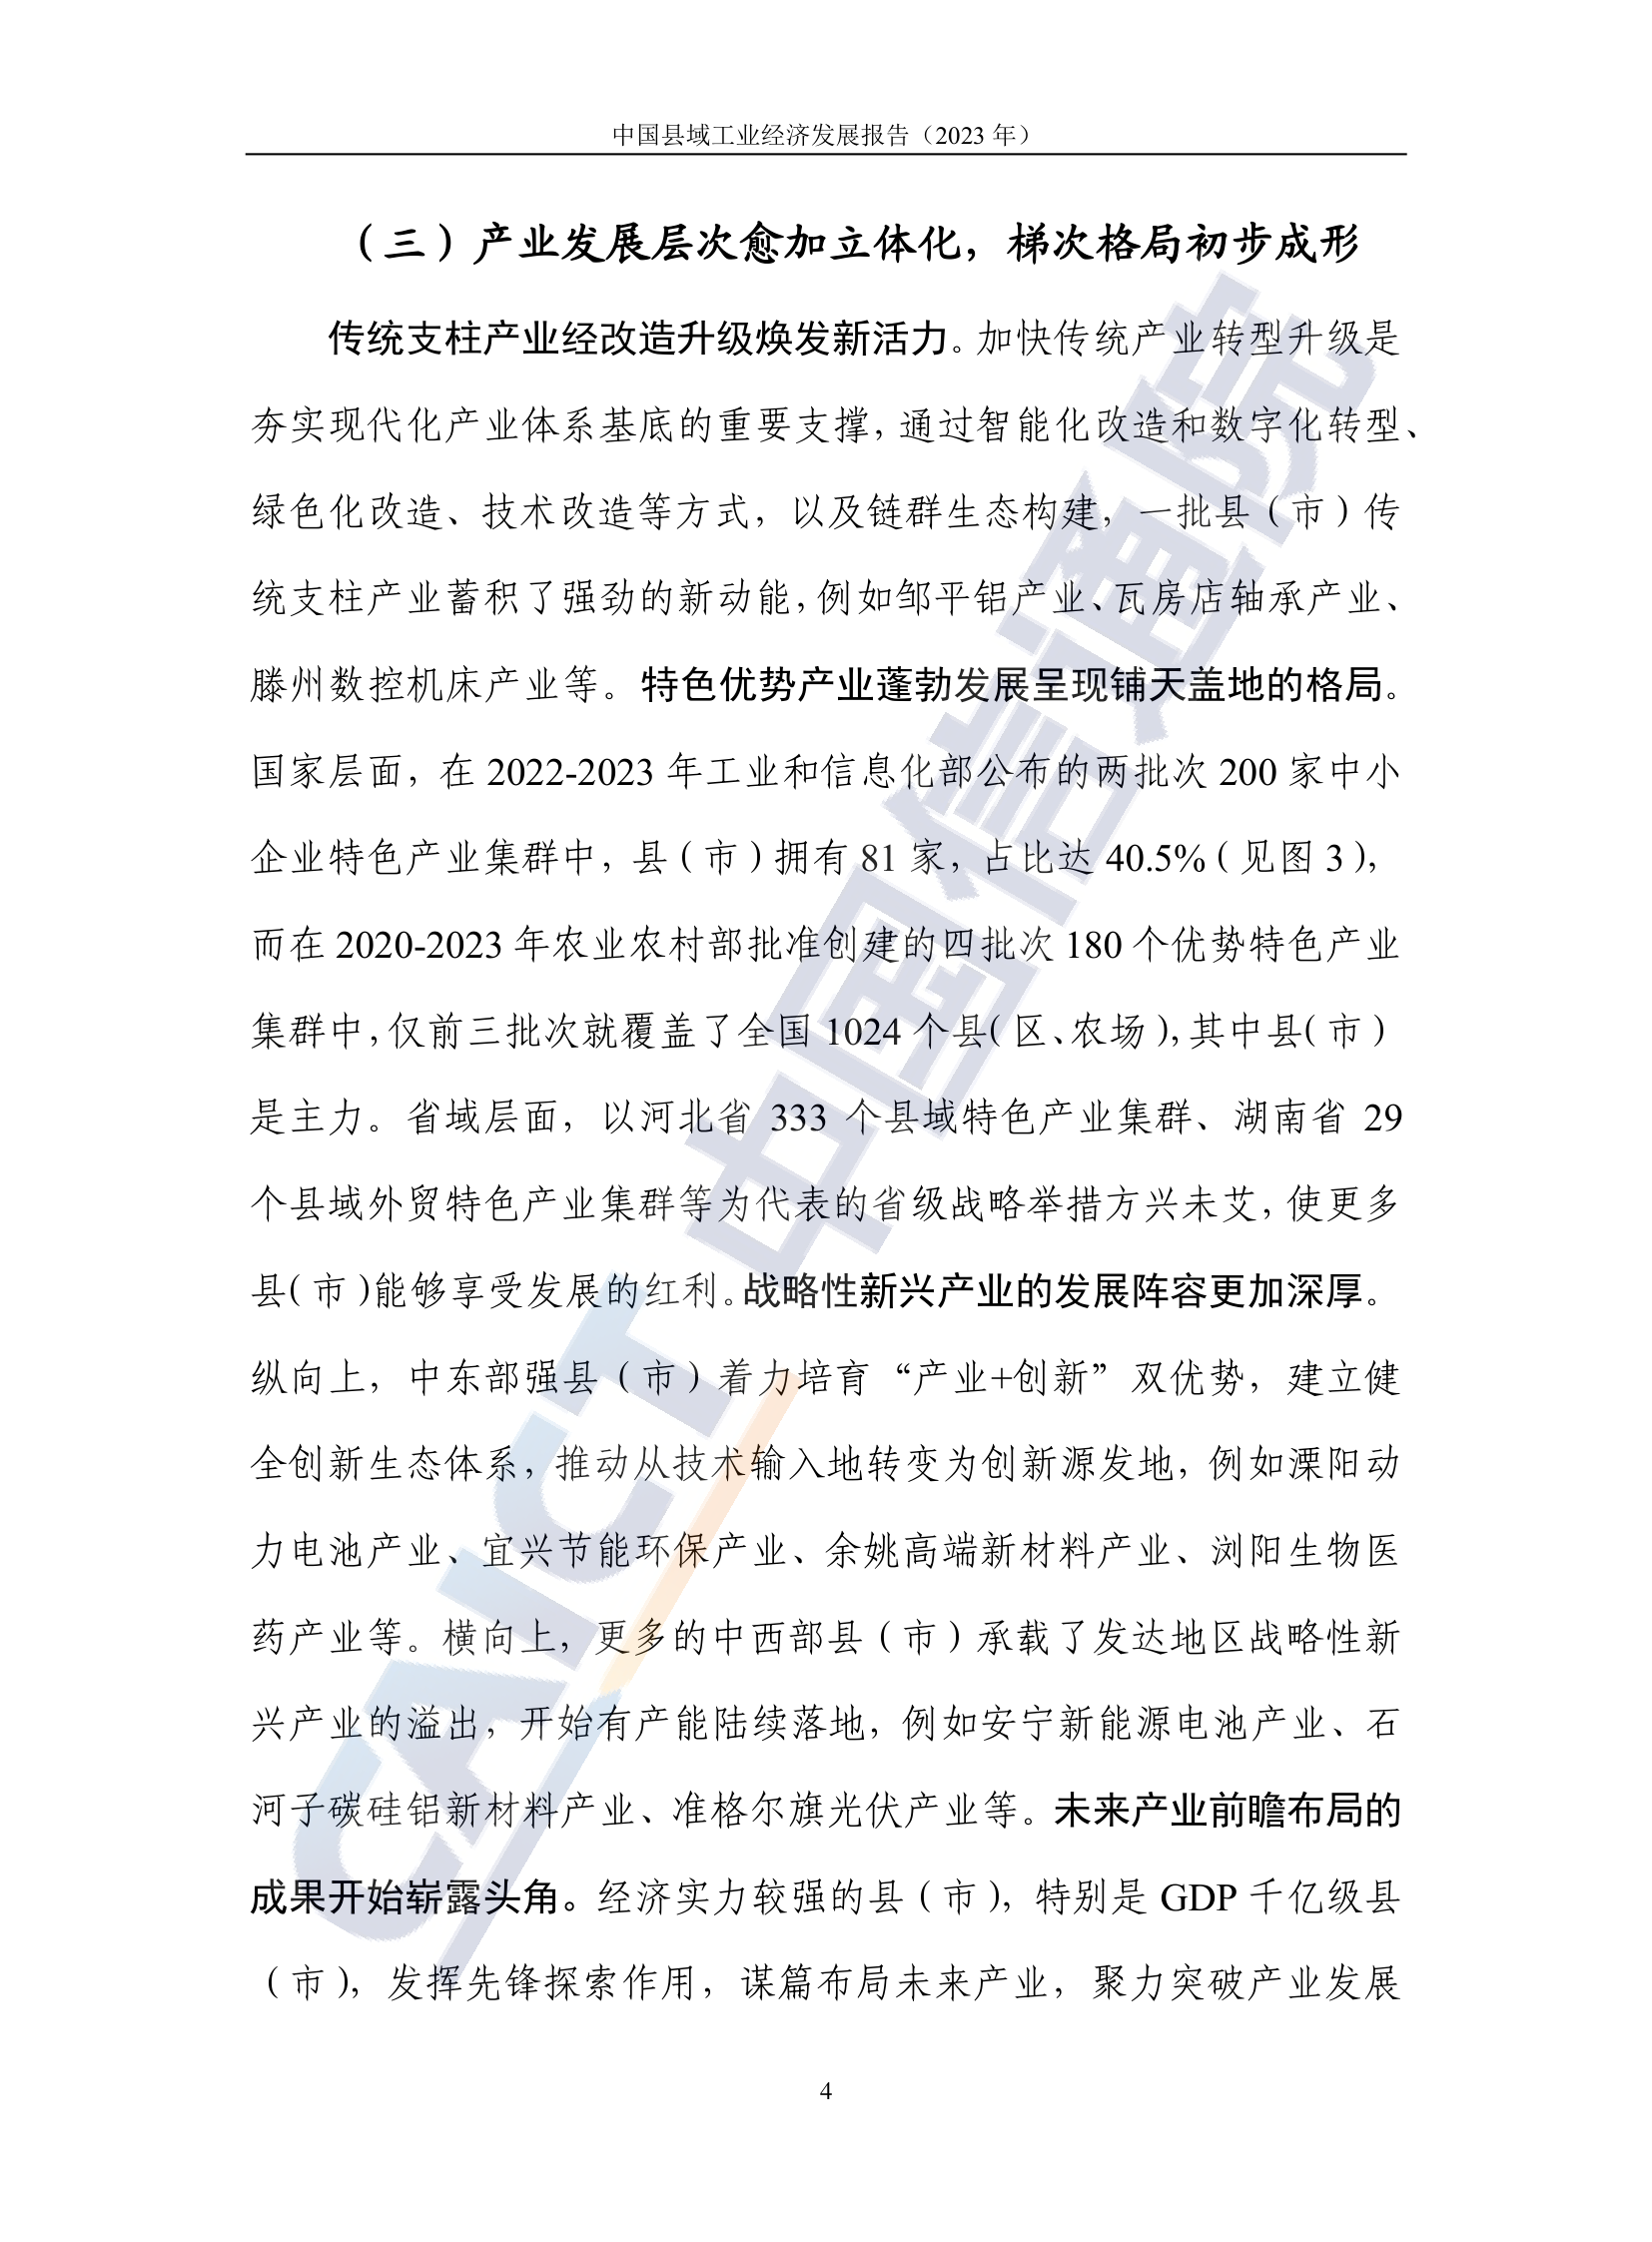 中国县域工业经济发展报告（2023 年）
（三）产业发展层次愈加立体化，梯次格局初步成形
传统支柱产业经改造升级焕发新活力。加快传统产业转型升级是
夯实现代化产业体系基底的重要支撑，通过智能化改造和数字化转型、
绿色化改造、技术改造等方式，以及链群生态构建，一批县（市）传
统支柱产业蓄积了强劲的新动能，例如邹平铝产业、瓦房店轴承产业、
滕州数控机床产业等。特色优势产业蓬勃发展呈现铺天盖地的格局。
国家层面，在 2022-2023 年工业和信息化部公布的两批次 200 家中小
企业特色产业集群中，县（市）拥有 81 家，占比达 40.5%（见图 3），
而在 2020-2023 年农业农村部批准创建的四批次 180 个优势特色产业
集群中，仅前三批次就覆盖了全国 1024 个县（区、农场），其中县（市）
是主力。省域层面，以河北省 333 个县域特色产业集群、湖南省 29
个县域外贸特色产业集群等为代表的省级战略举措方兴未艾，使更多
县（市）能够享受发展的红利。战略性新兴产业的发展阵容更加深厚。
纵向上，中东部强县（市）着力培育“产业+创新”双优势，建立健
全创新生态体系，推动从技术输入地转变为创新源发地，例如溧阳动
力电池产业、宜兴节能环保产业、余姚高端新材料产业、浏阳生物医
药产业等。横向上，更多的中西部县（市）承载了发达地区战略性新
兴产业的溢出，开始有产能陆续落地，例如安宁新能源电池产业、石
河子碳硅铝新材料产业、准格尔旗光伏产业等。未来产业前瞻布局的
成果开始崭露头角。经济实力较强的县（市），特别是 GDP 千亿级县
（市），发挥先锋探索作用，谋篇布局未来产业，聚力突破产业发展
4
CAICT 中国信通院